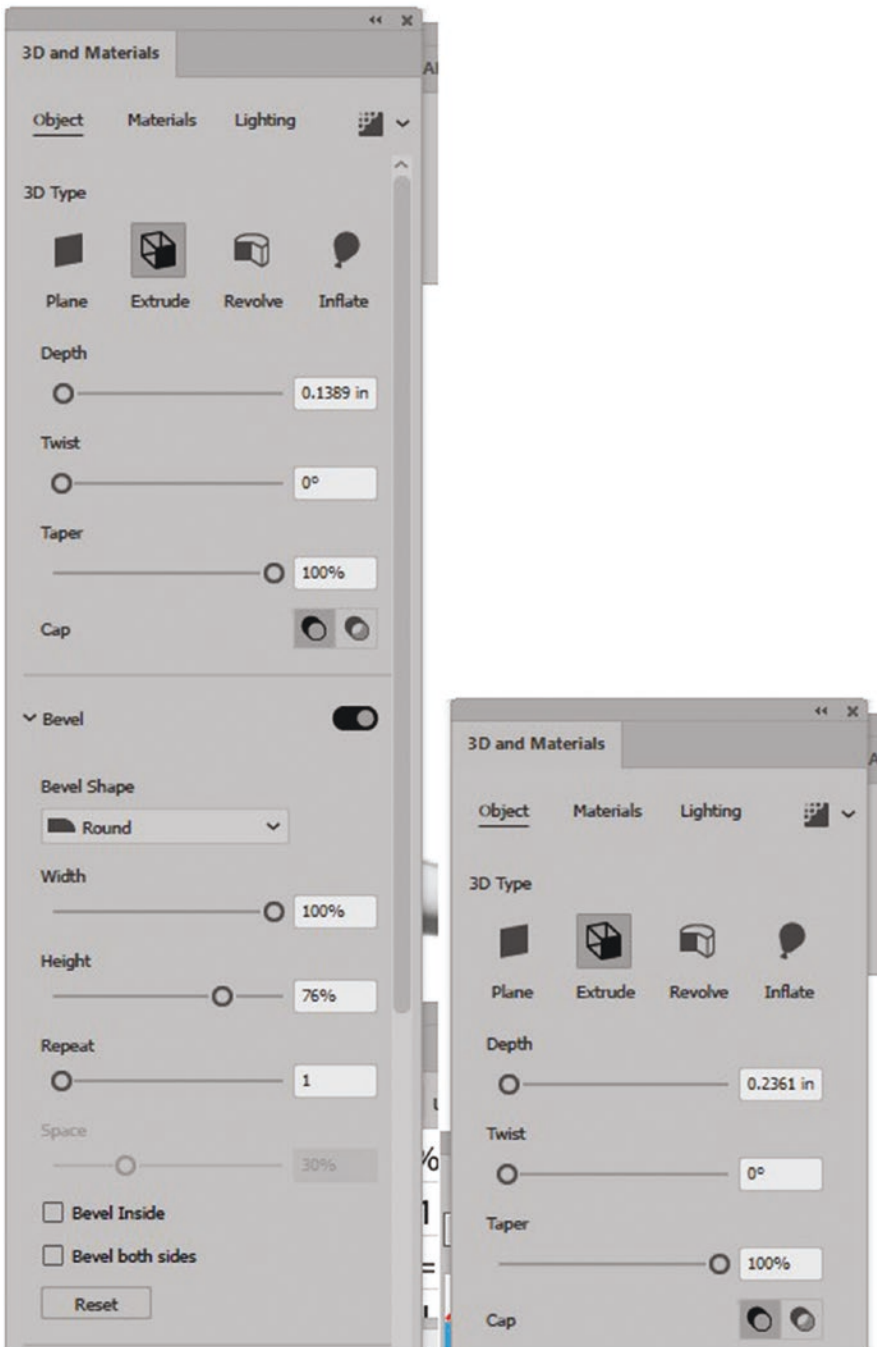 3D and Materials
Object Materials Lighting
3D Type
Plane Extrude Revolve Inflate
Depth
0.1389 in
Twist
0°
Taper
100%
Cap
Bevel
Bevel Shape
Round
Width
100%
Height
76%
Repeat
1
Space
30%
Bevel Inside
Bevel both sides
Reset
3D and Materials
Object Materials Lighting
3D Type
Plane Extrude Revolve Inflate
Depth
0.2361 in
Twist
0°
Taper
100%
Cap